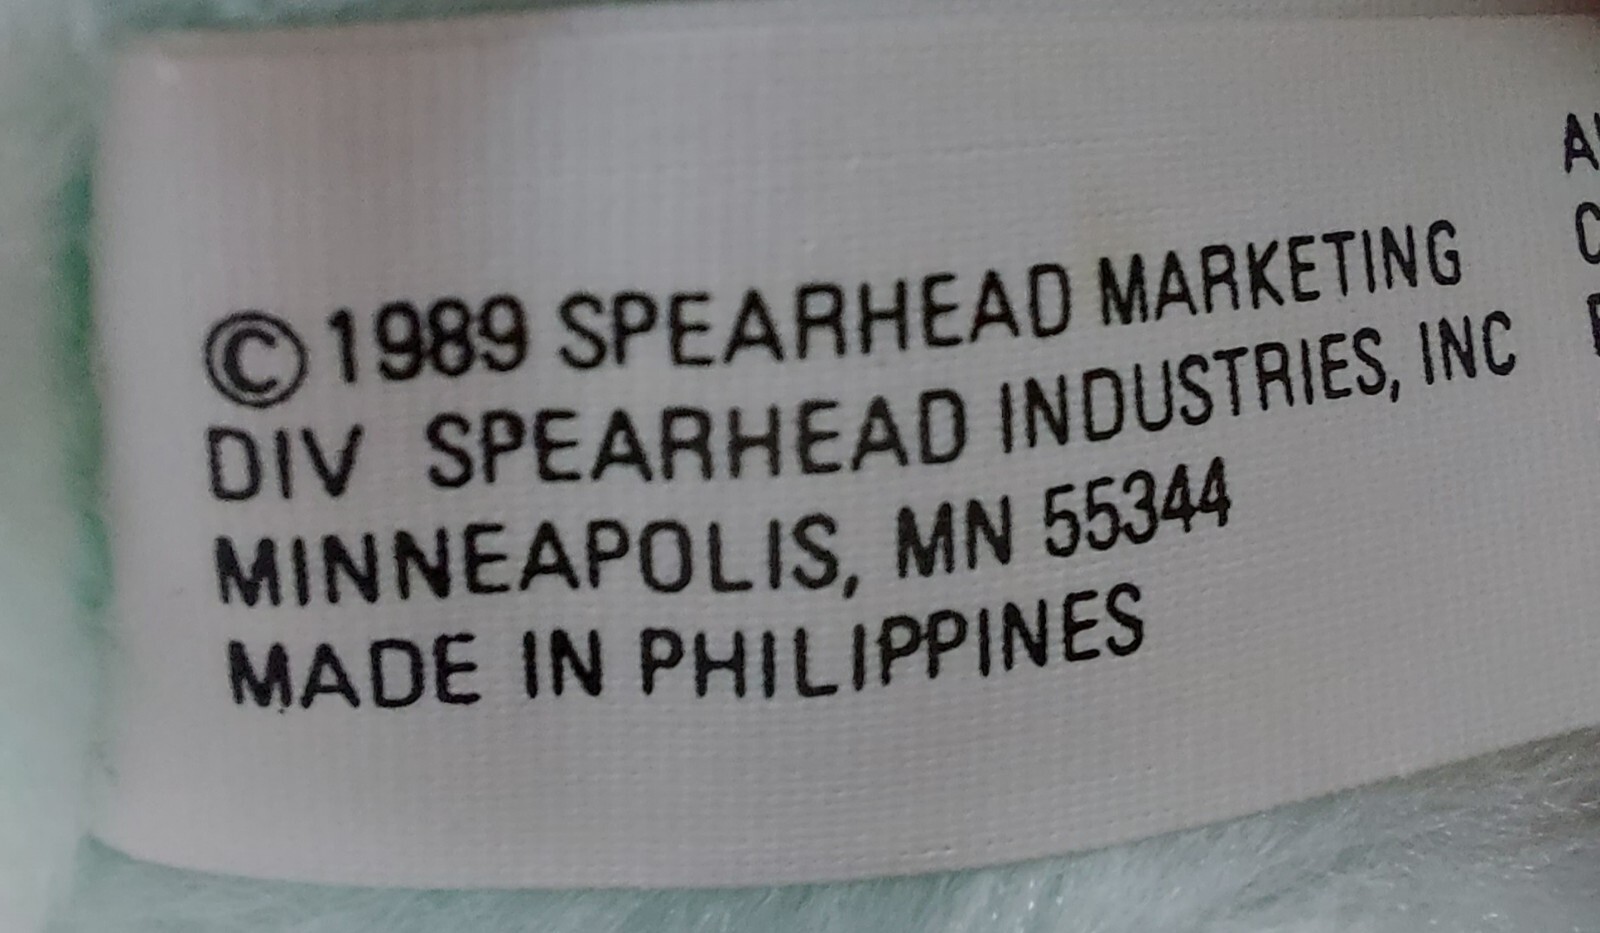 ©1989 SPEARHEAD MARKETING
DIV SPEARHEAD INDUSTRIES, INC
MINNEAPOLIS, MN 55344
MADE IN PHILIPPINES